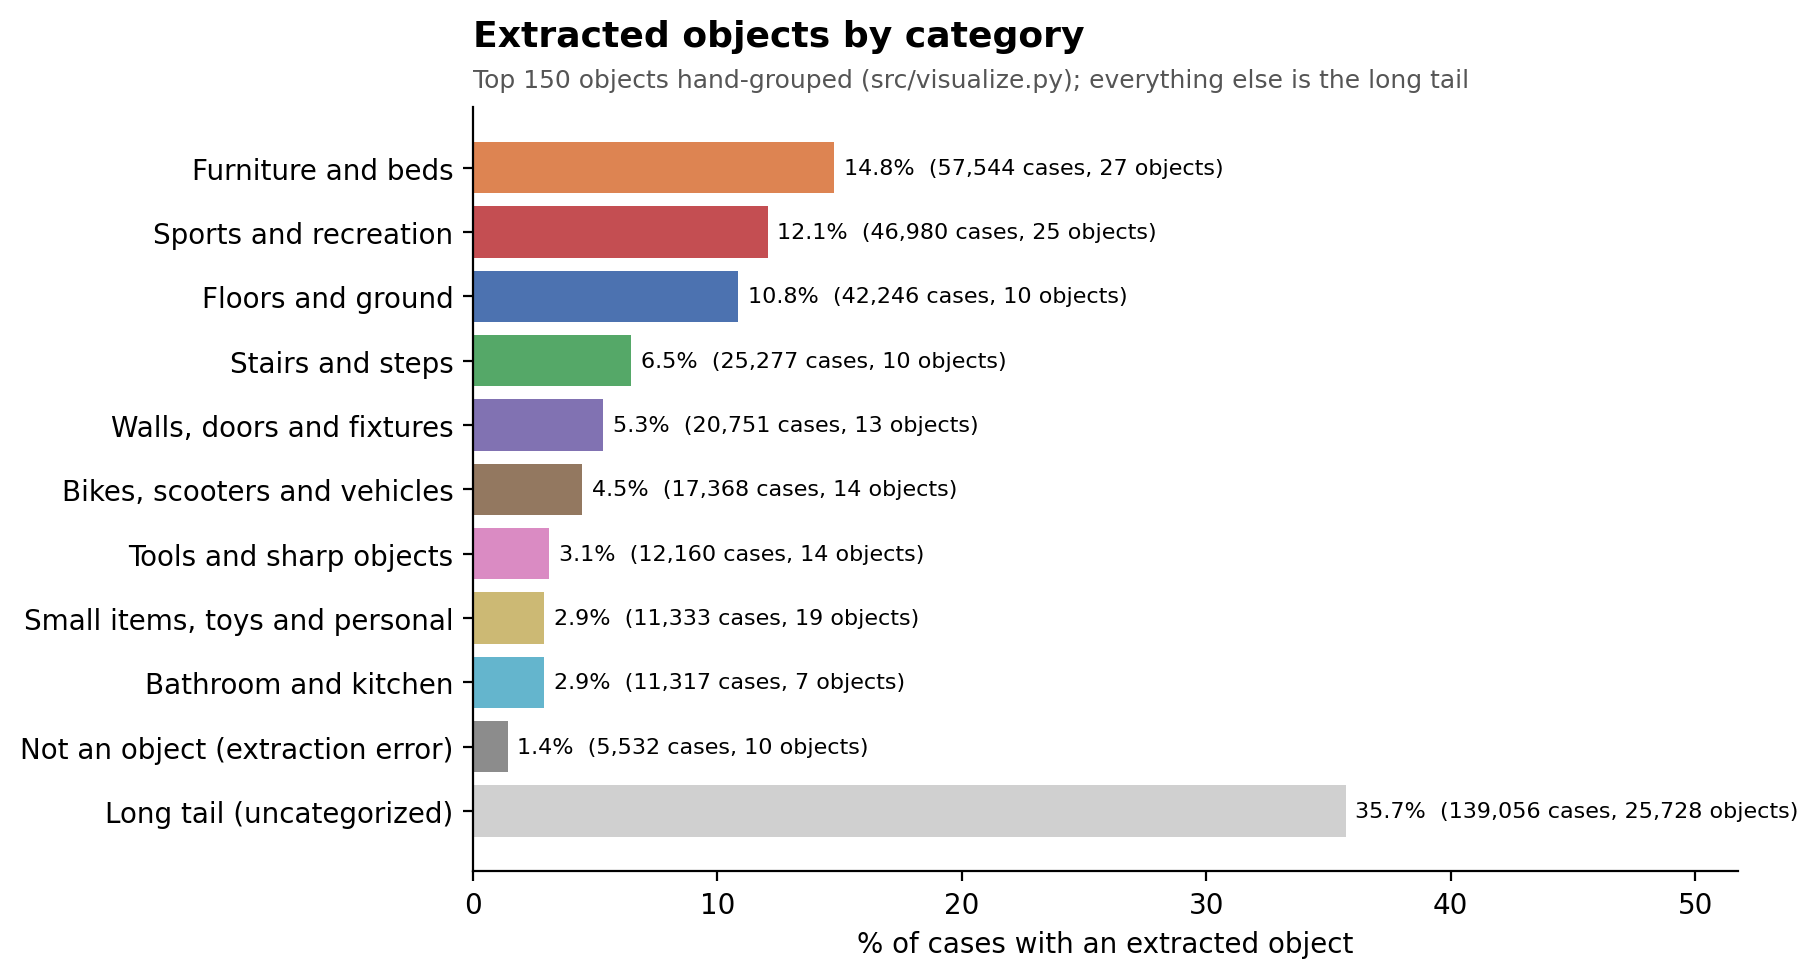 Extracted objects by category
Top 150 objects hand-grouped (src/visualize.py); everything else is the long tail
Furniture and beds 14.8% (57,544 cases, 27 objects)
Sports and recreation 12.1% (46,980 cases, 25 objects)
Floors and ground 10.8% (42,246 cases, 10 objects)
Stairs and steps 6.5% (25,277 cases, 10 objects)
Walls, doors and fixtures 5.3% (20,751 cases, 13 objects)
Bikes, scooters and vehicles 4.5% (17,368 cases, 14 objects)
Tools and sharp objects 3.1% (12,160 cases, 14 objects)
Small items, toys and personal 2.9% (11,333 cases, 19 objects)
Bathroom and kitchen 2.9% (11,317 cases, 7 objects)
Not an object (extraction error) 1.4% (5,532 cases, 10 objects)
Long tail (uncategorized) 35.7% (139,056 cases, 25,728 objects)
0 10 20 30 40 50
% of cases with an extracted object